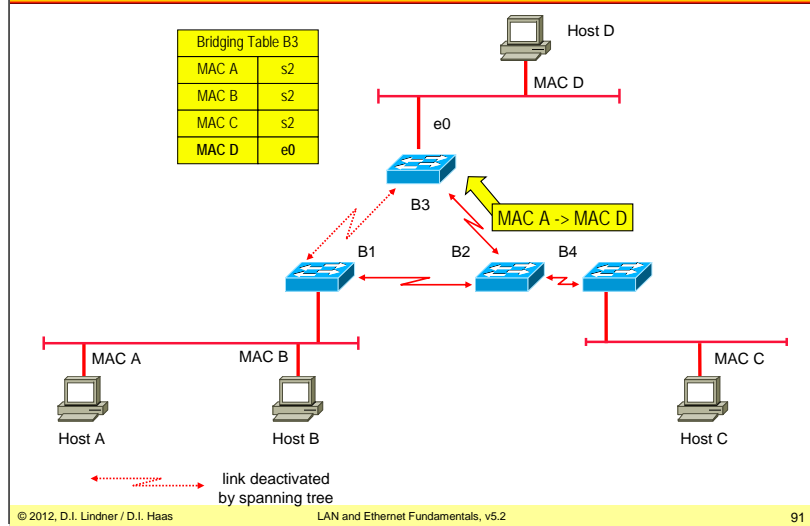 Bridging Table B3
MAC A s2
MAC B s2
MAC C s2
MAC D e0
Host D
MAC D
e0
B3
MAC A -> MAC D
B1
B2
B4
MAC A
MAC B
MAC C
Host A
Host B
Host C
link deactivated
by spanning tree
© 2012, D.I. Lindner / D.I. Haas LAN and Ethernet Fundamentals, v5.2 91